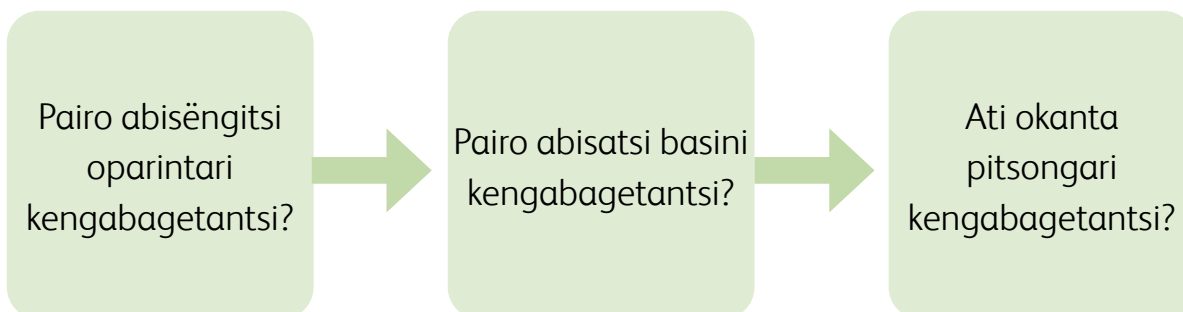 Pairo abisëngitsi
oparintari
kengabagetantsi?
Pairo abisatsi basini
kengabagetantsi?
Ati okanta
pitsongari
kengabagetantsi?